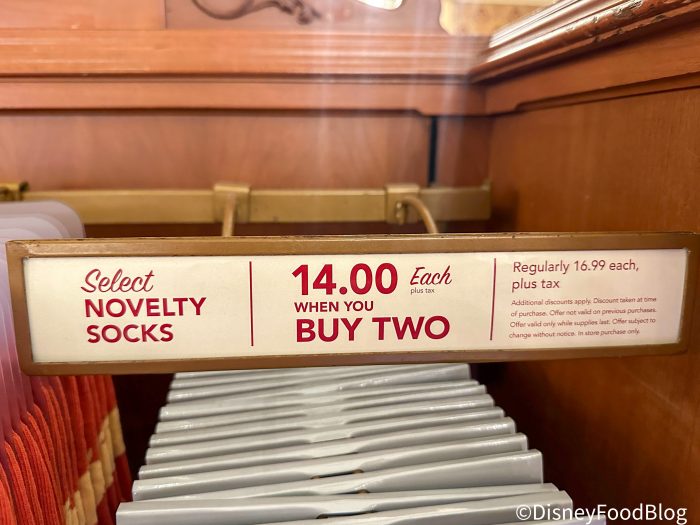 Select
NOVELTY
SOCKS
14.00 Each
plus tax
WHEN YOU
BUY TWO
Regularly 16.99 each,
plus tax
Additional discounts apply. Discount taken at time
of purchase. Offer not valid on previous purchases.
Offer valid only while supplies last. Offer subject to
change without notice. In store purchase only.
©DisneyFoodBlog